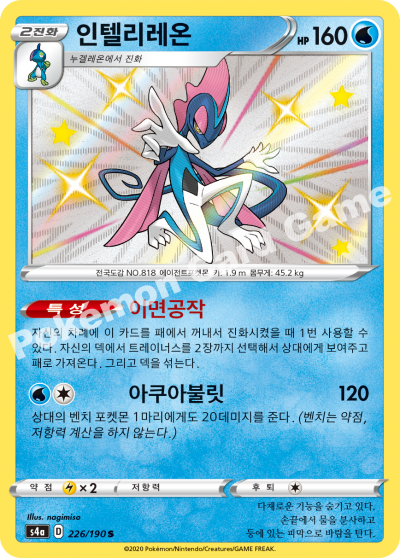 2진화 인텔리레온 HP 160
누겔레온에서 진화
전국도감 NO.818 에이전트포켓몬 키: 1.9 m 몸무게: 45.2 kg
특성 이면공작
자신의 차례에 이 카드를 패에서 꺼내서 진화시켰을 때 1번 사용할 수
있다. 자신의 덱에서 트레이너스를 2장까지 선택해서 상대에게 보여주고
패로 가져온다. 그리고 덱을 섞는다.
아쿠아불릿 120
상대의 벤치 포켓몬 1마리에게도 20데미지를 준다. (벤치는 약점,
저항력 계산을 하지 않는다.)
약점 ×2 저항력 후퇴
Illus. nagimiso
s4a D 226/190 S
다채로운 기능을 숨기고 있다.
손끝에서 물을 분사하고
등에 있는 피막으로 바람을 탄다.
©2020 Pokémon/Nintendo/Creatures/GAME FREAK.
Pokémon Card Game